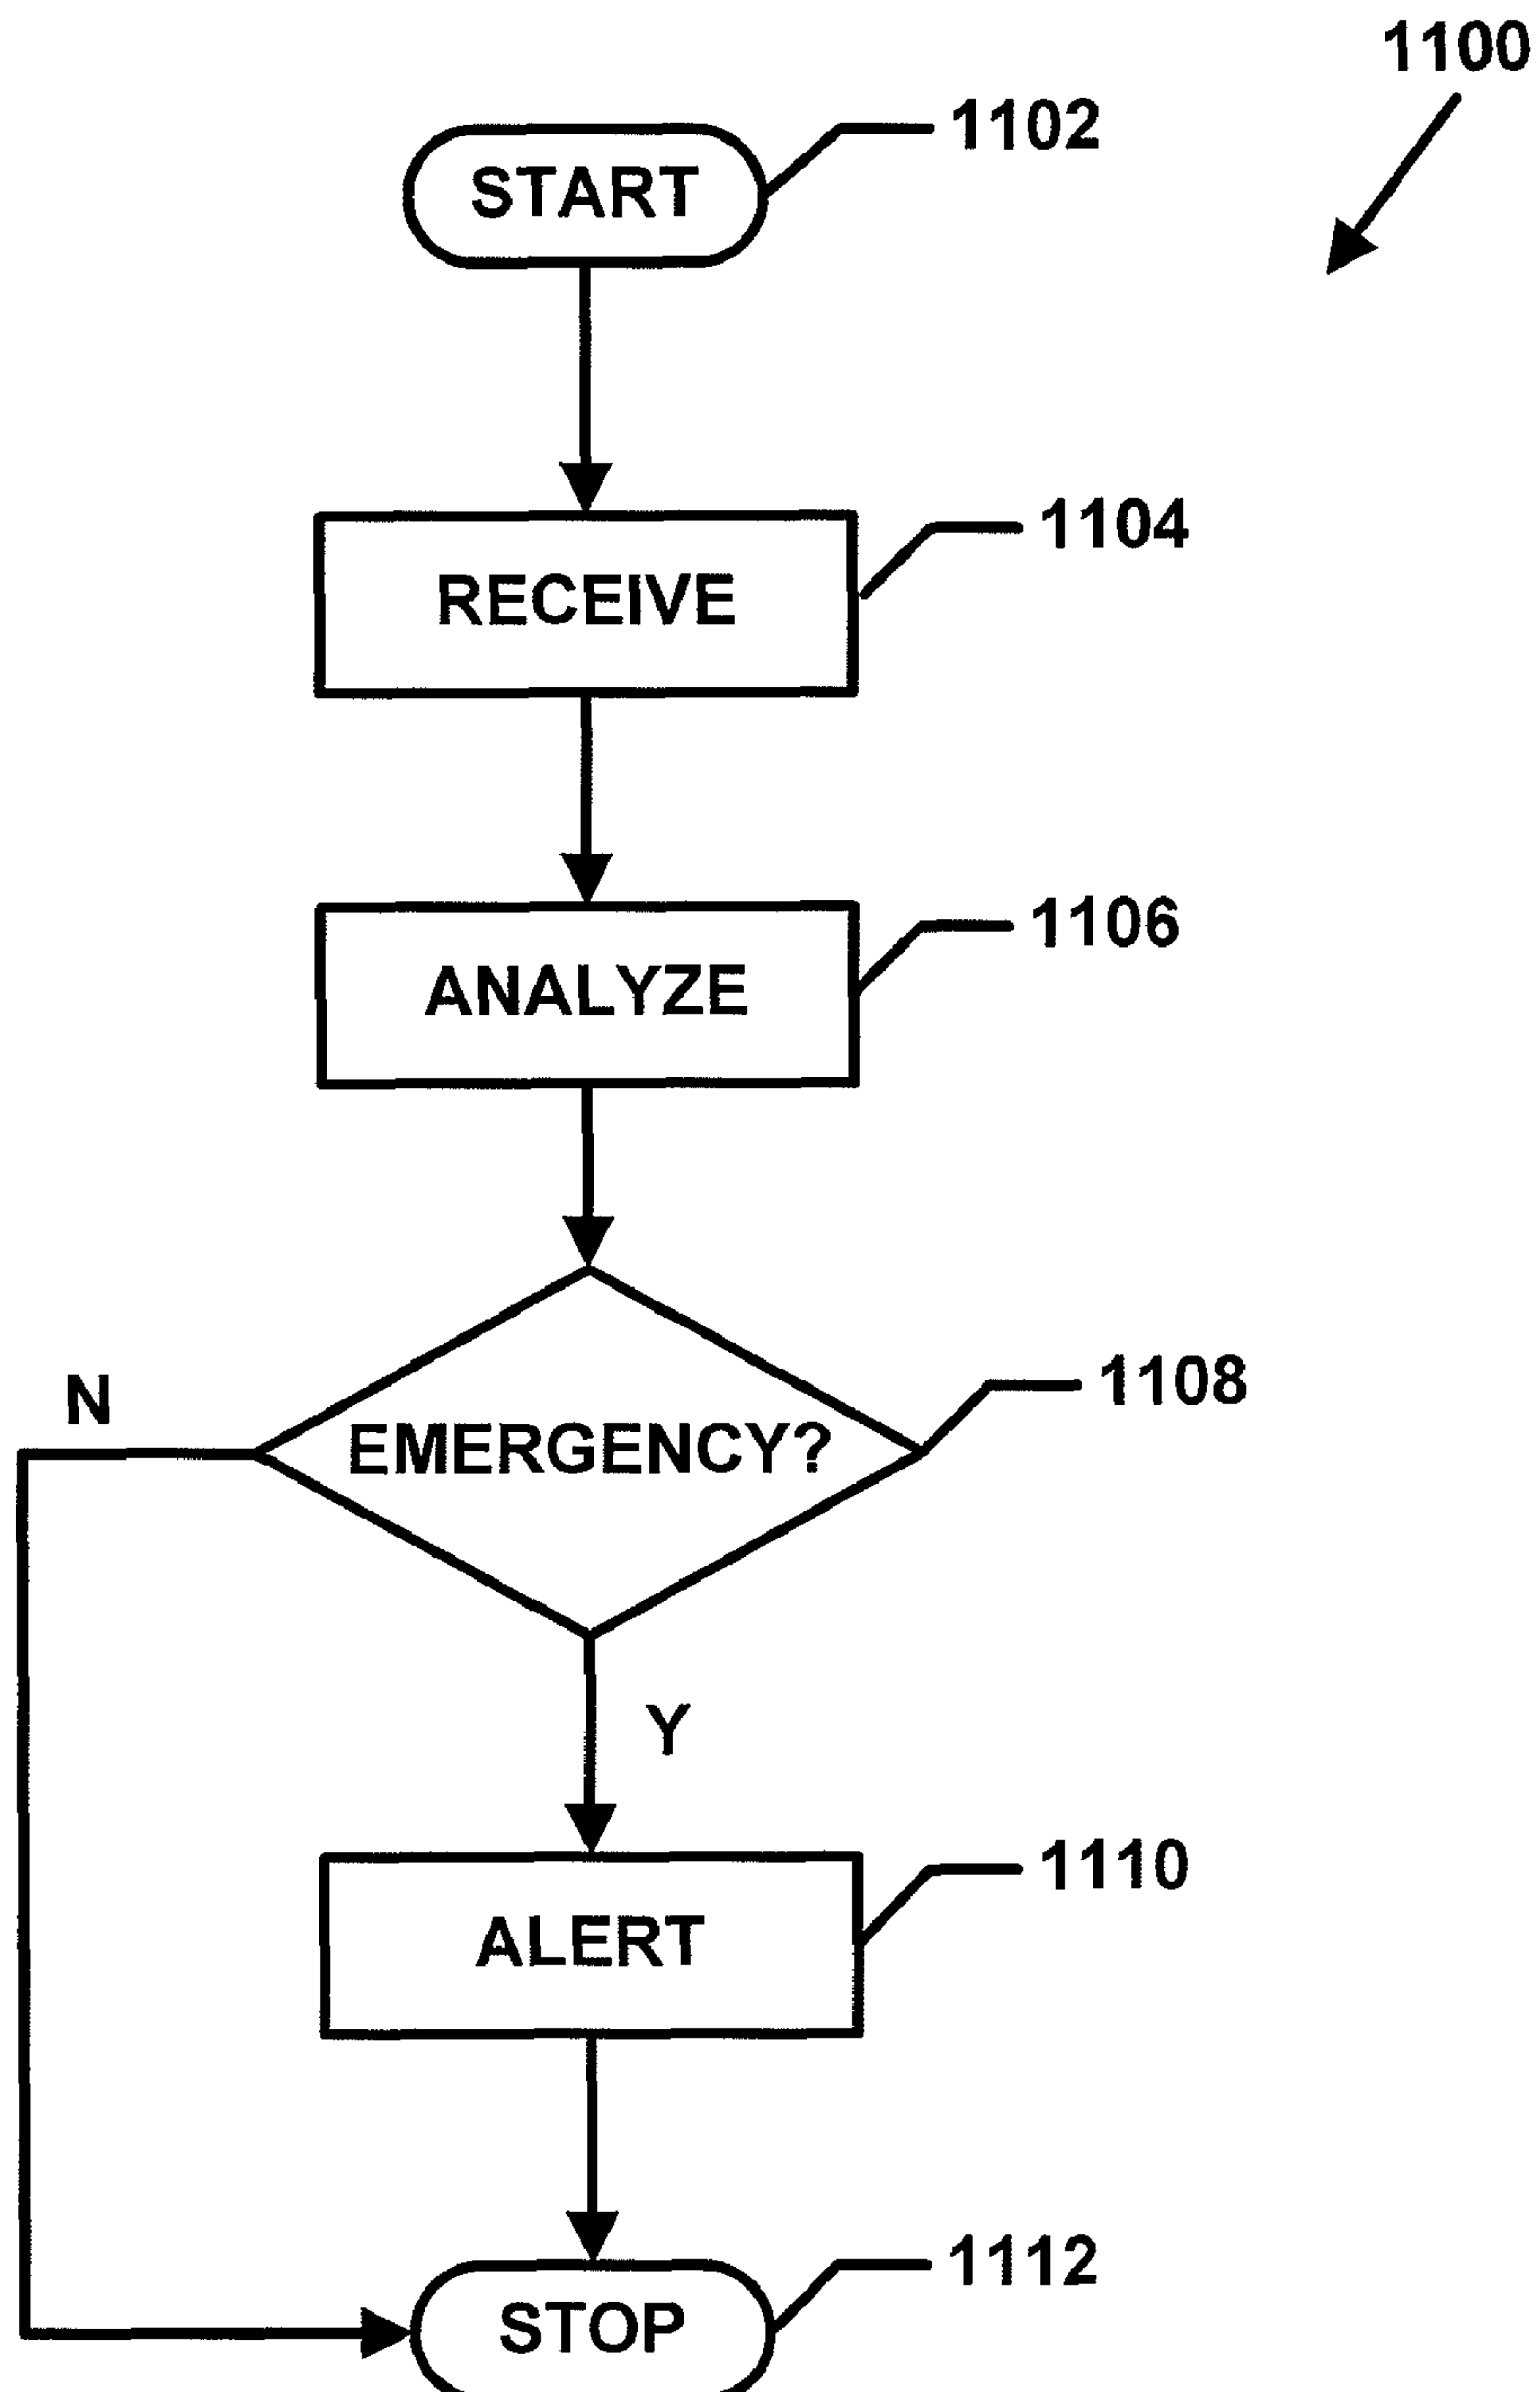 1100
1102
START
1104
RECEIVE
1106
ANALYZE
1108
N
EMERGENCY?
Y
1110
ALERT
1112
STOP